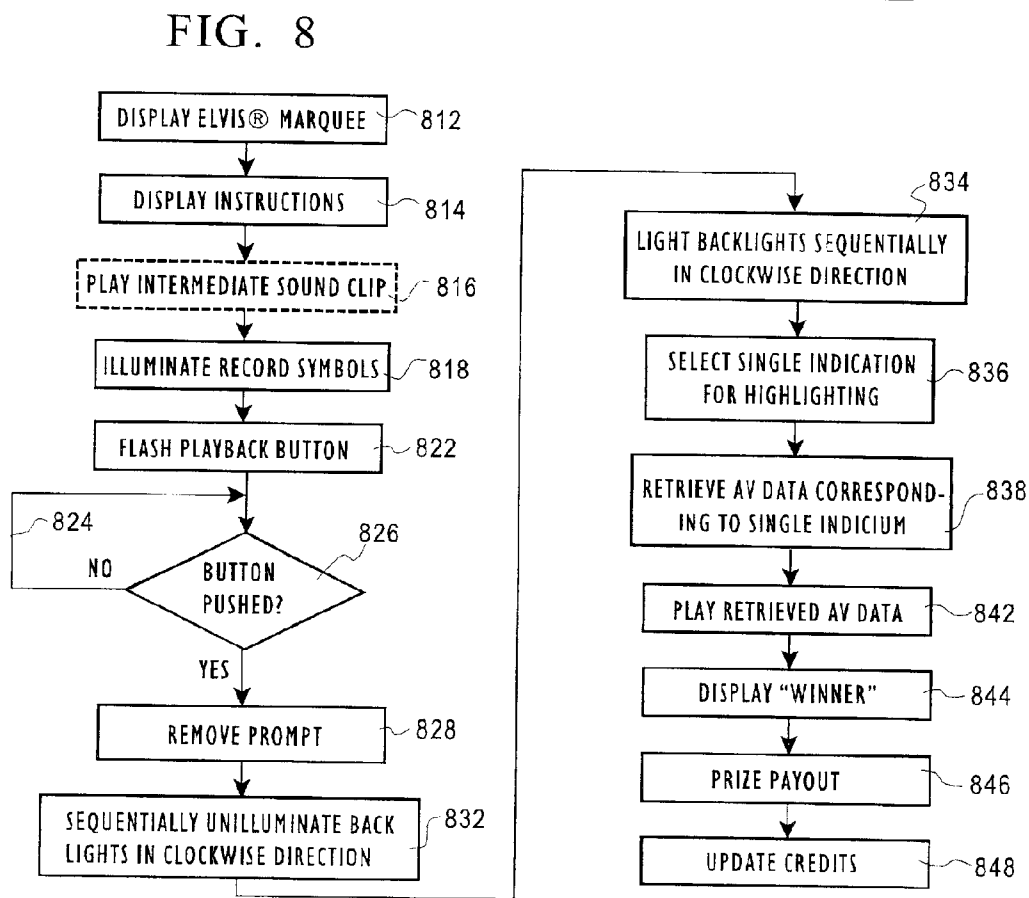 FIG. 8
DISPLAY ELVIS® MARQUEE
812
DISPLAY INSTRUCTIONS
814
PLAY INTERMEDIATE SOUND CLIP
816
ILLUMINATE RECORD SYMBOLS
818
FLASH PLAYBACK BUTTON
822
824
826
NO
BUTTON
PUSHED?
YES
REMOVE PROMPT
828
SEQUENTIALLY UNILLUMINATE BACK
LIGHTS IN CLOCKWISE DIRECTION
832
834
LIGHT BACKLIGHTS SEQUENTIALLY
IN CLOCKWISE DIRECTION
SELECT SINGLE INDICATION
FOR HIGHLIGHTING
836
RETRIEVE AV DATA CORRESPOND-
ING TO SINGLE INDICIUM
838
PLAY RETRIEVED AV DATA
842
DISPLAY “WINNER”
844
PRIZE PAYOUT
846
UPDATE CREDITS
848